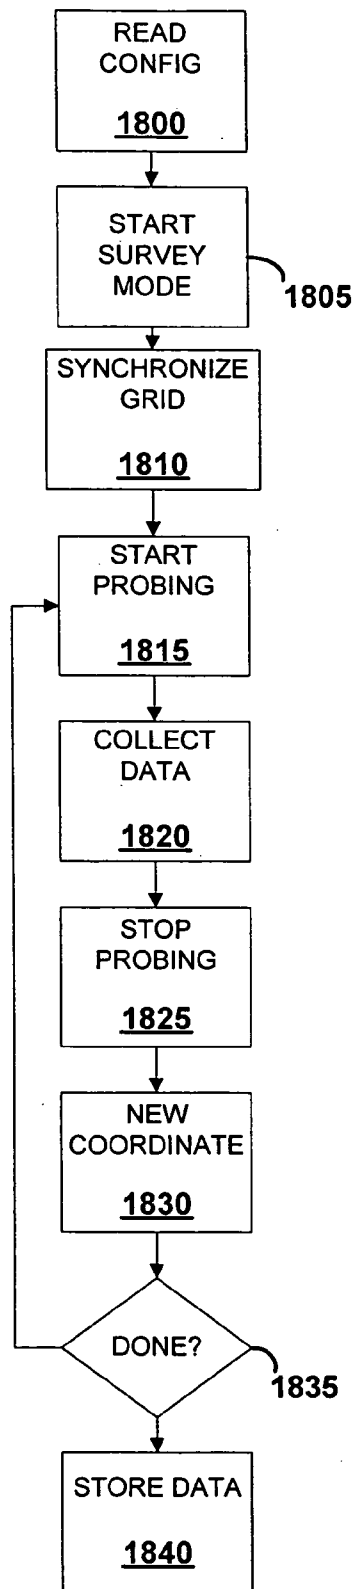 READ
CONFIG
1800
START
SURVEY
MODE
1805
SYNCHRONIZE
GRID
1810
START
PROBING
1815
COLLECT
DATA
1820
STOP
PROBING
1825
NEW
COORDINATE
1830
DONE?
1835
STORE DATA
1840